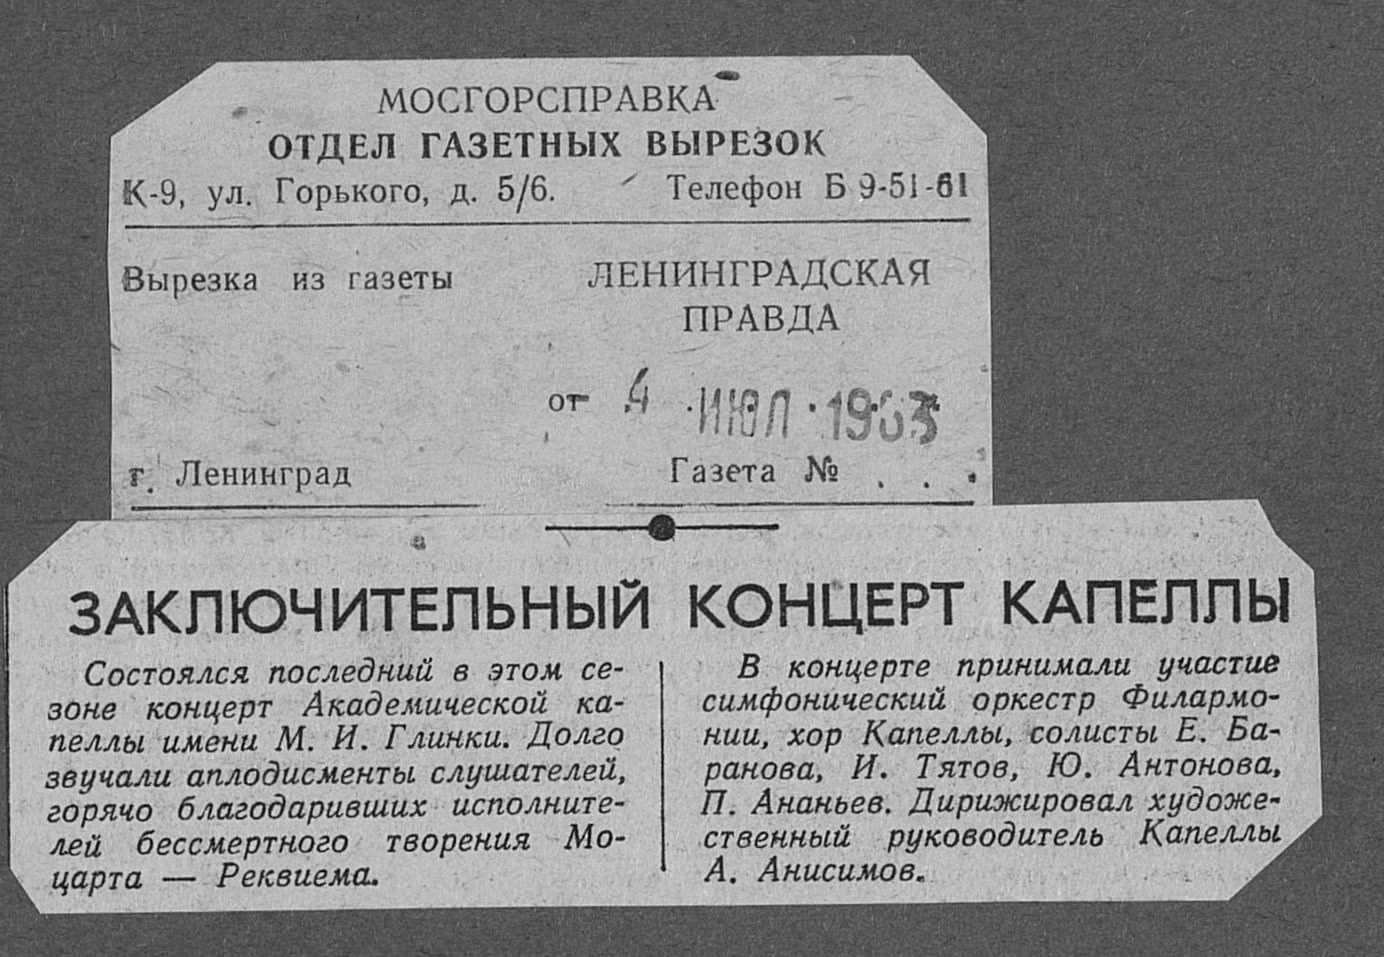 МОСГОРСПРАВКА
ОТДЕЛ ГАЗЕТНЫХ ВЫРЕЗОК
К-9, ул. Горького, д. 5/6. Телефон Б 9-51-61
Вырезка из газеты ЛЕНИНГРАДСКАЯ
ПРАВДА
от 4 ИЮЛ 1963
г. Ленинград Газета № . . .
ЗАКЛЮЧИТЕЛЬНЫЙ КОНЦЕРТ КАПЕЛЛЫ
Состоялся последний в этом се-
зоне концерт Академической ка-
пеллы имени М. И. Глинки. Долго
звучали аплодисменты слушателей,
горячо благодаривших исполните-
лей бессмертного творения Мо-
царта — Реквиема.
В концерте принимали участие
симфонический оркестр Филармо-
нии, хор Капеллы, солисты Е. Ба-
ранова, И. Тятов, Ю. Антонова,
П. Ананьев. Дирижировал художе-
ственный руководитель Капеллы
А. Анисимов.